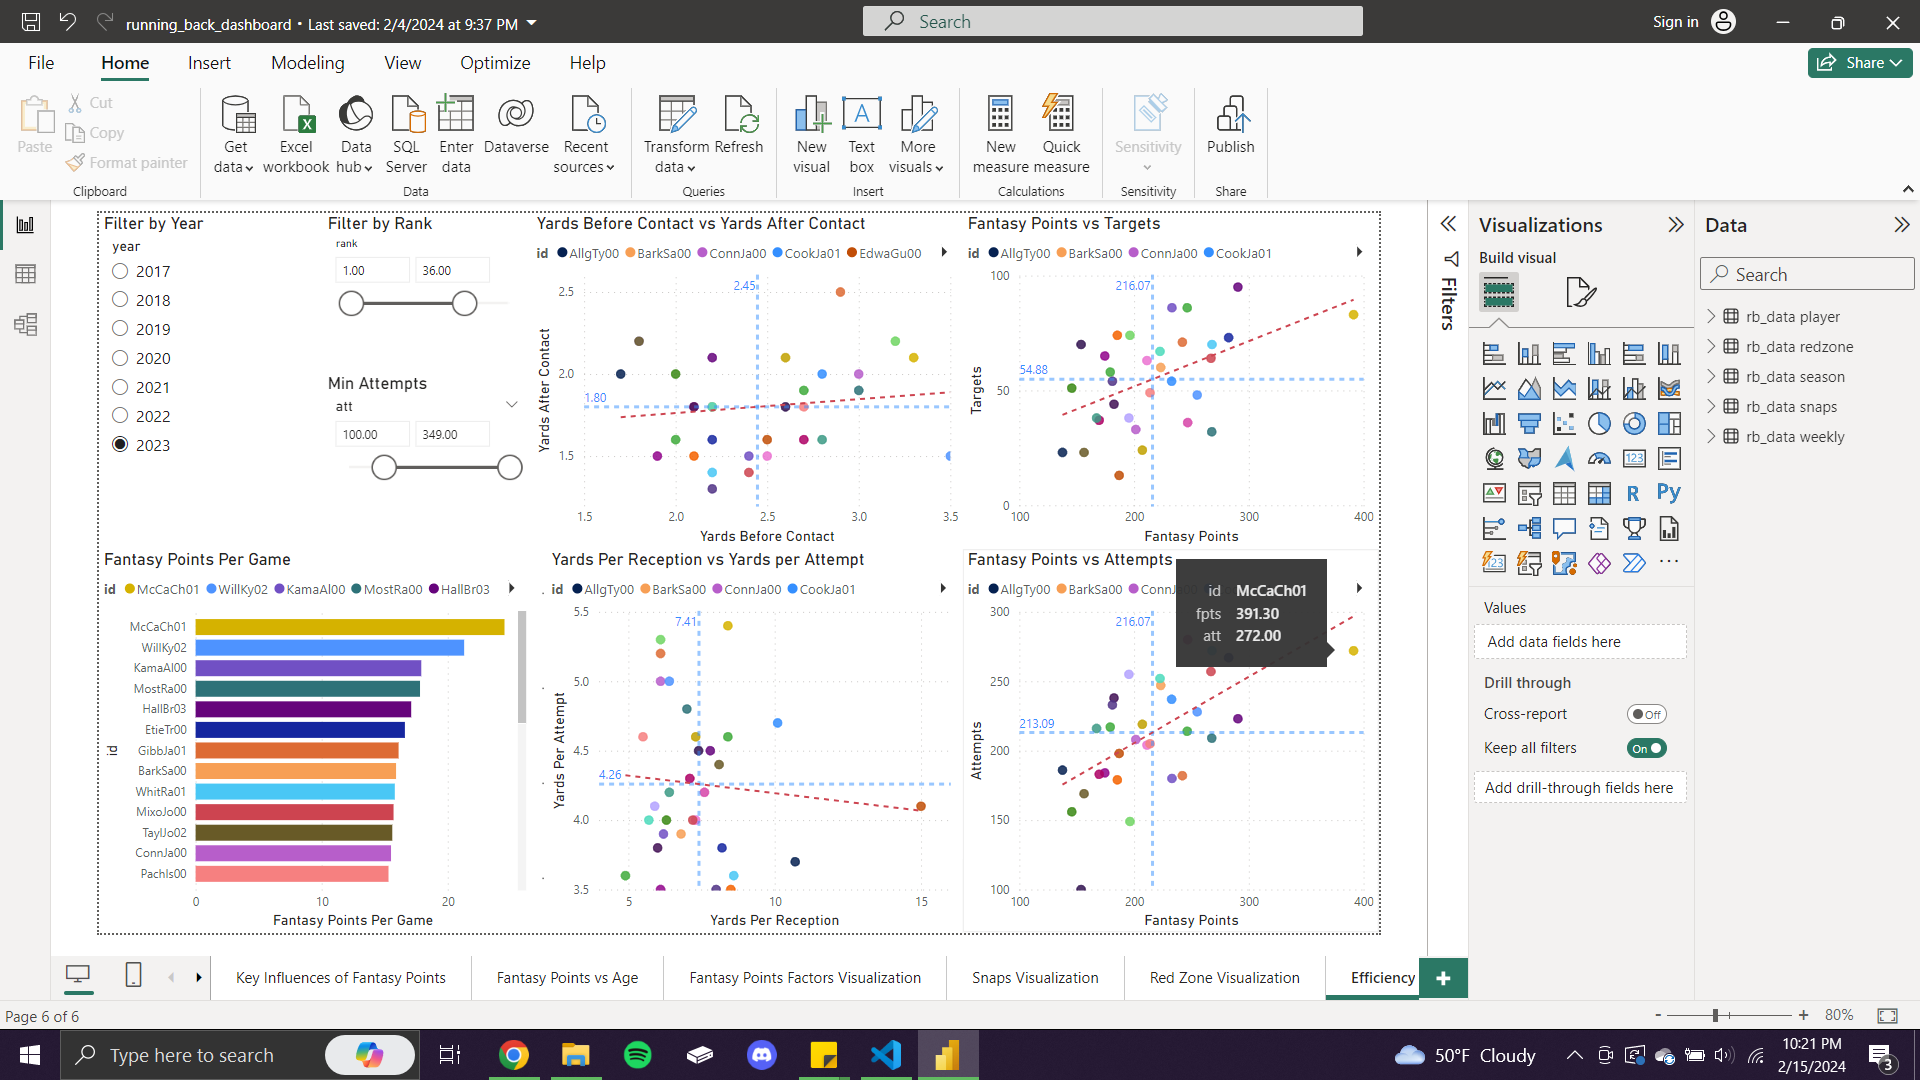 running_back_dashboard • Last saved: 2/4/2024 at 9:37 PM
Search
Sign in
File Home Insert Modeling View Optimize Help
Share
Paste
Cut
Copy
Format painter
Clipboard
Get data
Excel workbook
Data hub
SQL Server
Enter data
Dataverse
Recent sources
Data
Transform data
Refresh
Queries
New visual
Text box
More visuals
Insert
New measure
Quick measure
Calculations
Sensitivity
Sensitivity
Publish
Share
Filter by Year
year
2017
2018
2019
2020
2021
2022
2023
Filter by Rank
rank
1.00 36.00
Min Attempts
att
100.00 349.00
Yards Before Contact vs Yards After Contact
id AllgTy00 BarkSa00 ConnJa00 CookJa01 EdwaGu00
2.45
2.5
2.0
1.80
1.5
Yards After Contact
1.5 2.0 2.5 3.0 3.5
Yards Before Contact
Fantasy Points vs Targets
id AllgTy00 BarkSa00 ConnJa00 CookJa01
100
216.07
54.88
50
0
Targets
100 200 300 400
Fantasy Points
Fantasy Points Per Game
id McCaCh01 WillKy02 KamaAl00 MostRa00 HallBr03
McCaCh01
WillKy02
KamaAl00
MostRa00
HallBr03
EtieTr00
GibbJa01
BarkSa00
WhitRa01
MixoJo00
TaylJo02
ConnJa00
PachIs00
id
0 10 20
Fantasy Points Per Game
Yards Per Reception vs Yards per Attempt
id AllgTy00 BarkSa00 ConnJa00 CookJa01
5.5
7.41
5.0
4.5
4.26
4.0
3.5
Yards Per Attempt
5 10 15
Yards Per Reception
Fantasy Points vs Attempts
id AllgTy00 BarkSa00
id McCaCh01
fpts 391.30
att 272.00
300
216.07
250
213.09
200
150
100
Attempts
100 200 300 400
Fantasy Points
Filters
Visualizations
Build visual
123
R
Py
123
Values
Add data fields here
Drill through
Cross-report
Off
Keep all filters
On
Add drill-through fields here
Data
Search
rb_data player
rb_data redzone
rb_data season
rb_data snaps
rb_data weekly
Key Influences of Fantasy Points
Fantasy Points vs Age
Fantasy Points Factors Visualization
Snaps Visualization
Red Zone Visualization
Efficiency
Page 6 of 6
- + 80%
Type here to search
50°F Cloudy
10:21 PM
2/15/2024
3